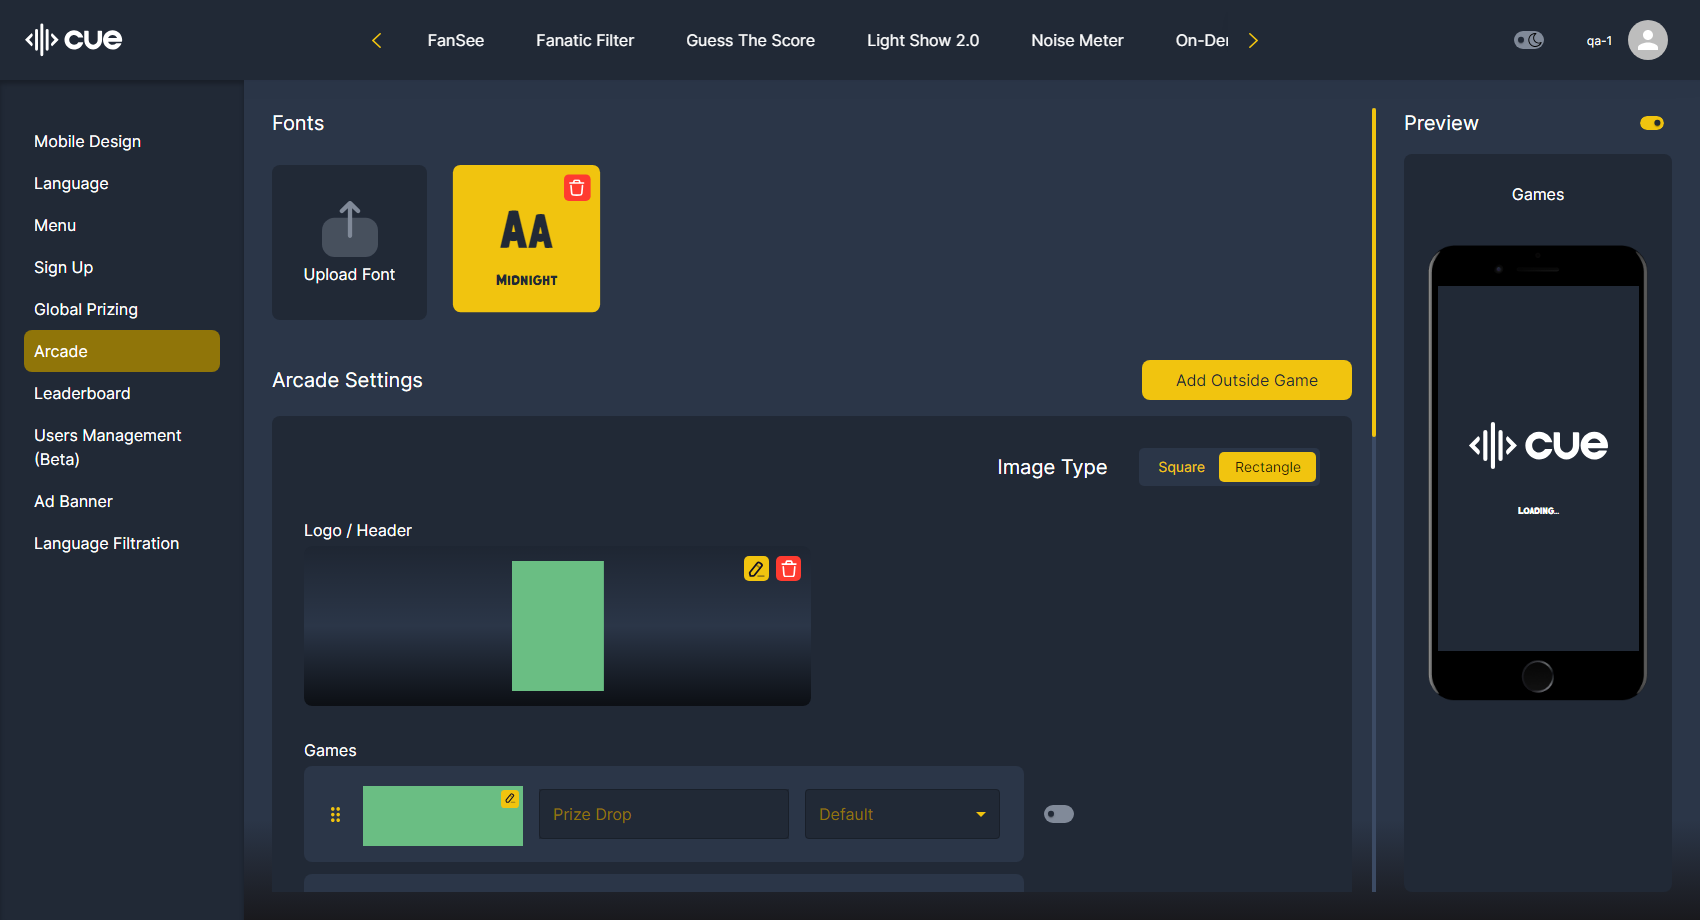 cue
FanSee
Fanatic Filter
Guess The Score
Light Show 2.0
Noise Meter
On-Der
qa-1
Mobile Design
Language
Menu
Sign Up
Global Prizing
Arcade
Leaderboard
Users Management
(Beta)
Ad Banner
Language Filtration
Fonts
Upload Font
AA
MIDNIGHT
Arcade Settings
Add Outside Game
Image Type
Square
Rectangle
Logo / Header
Games
Prize Drop
Default
Preview
Games
cue
LOADING...